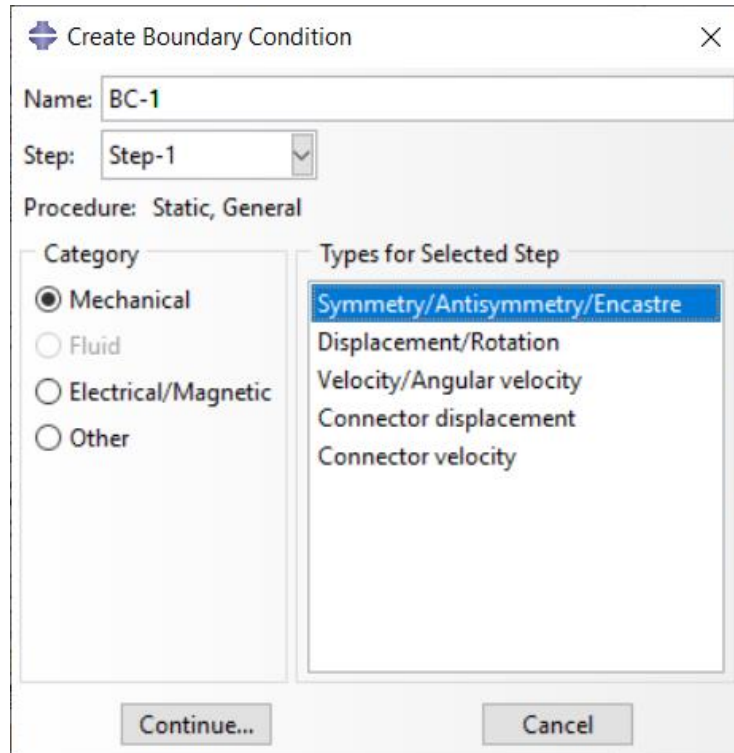 Create Boundary Condition
Name: BC-1
Step: Step-1
Procedure: Static, General
Category
Mechanical
Fluid
Electrical/Magnetic
Other
Types for Selected Step
Symmetry/Antisymmetry/Encastre
Displacement/Rotation
Velocity/Angular velocity
Connector displacement
Connector velocity
Continue...
Cancel